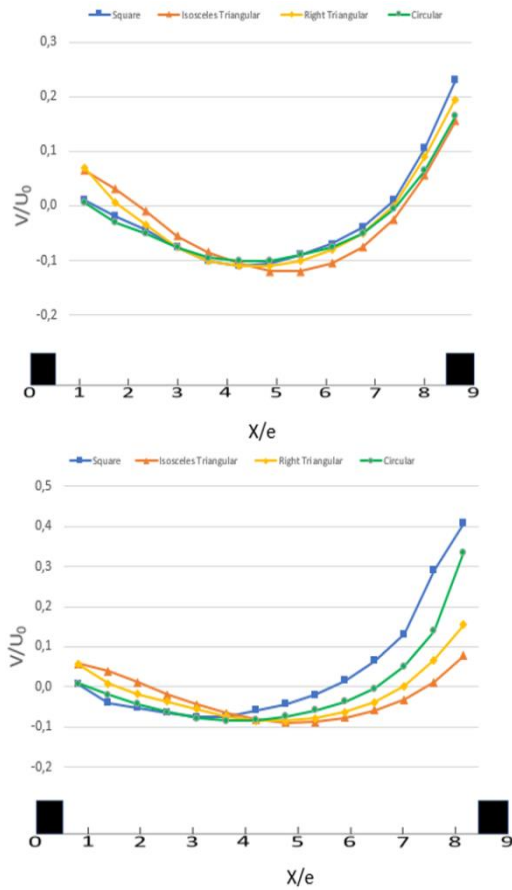 Square Isosceles Triangular Right Triangular Circular
0,3
0,2
0,1
0,0
-0,1
-0,2
V/U₀
0 1 2 3 4 5 6 7 8 9
X/e
Square Isosceles Triangular Right Triangular Circular
0,5
0,4
0,3
0,2
0,1
0,0
-0,1
-0,2
V/U₀
0 1 2 3 4 5 6 7 8 9
X/e